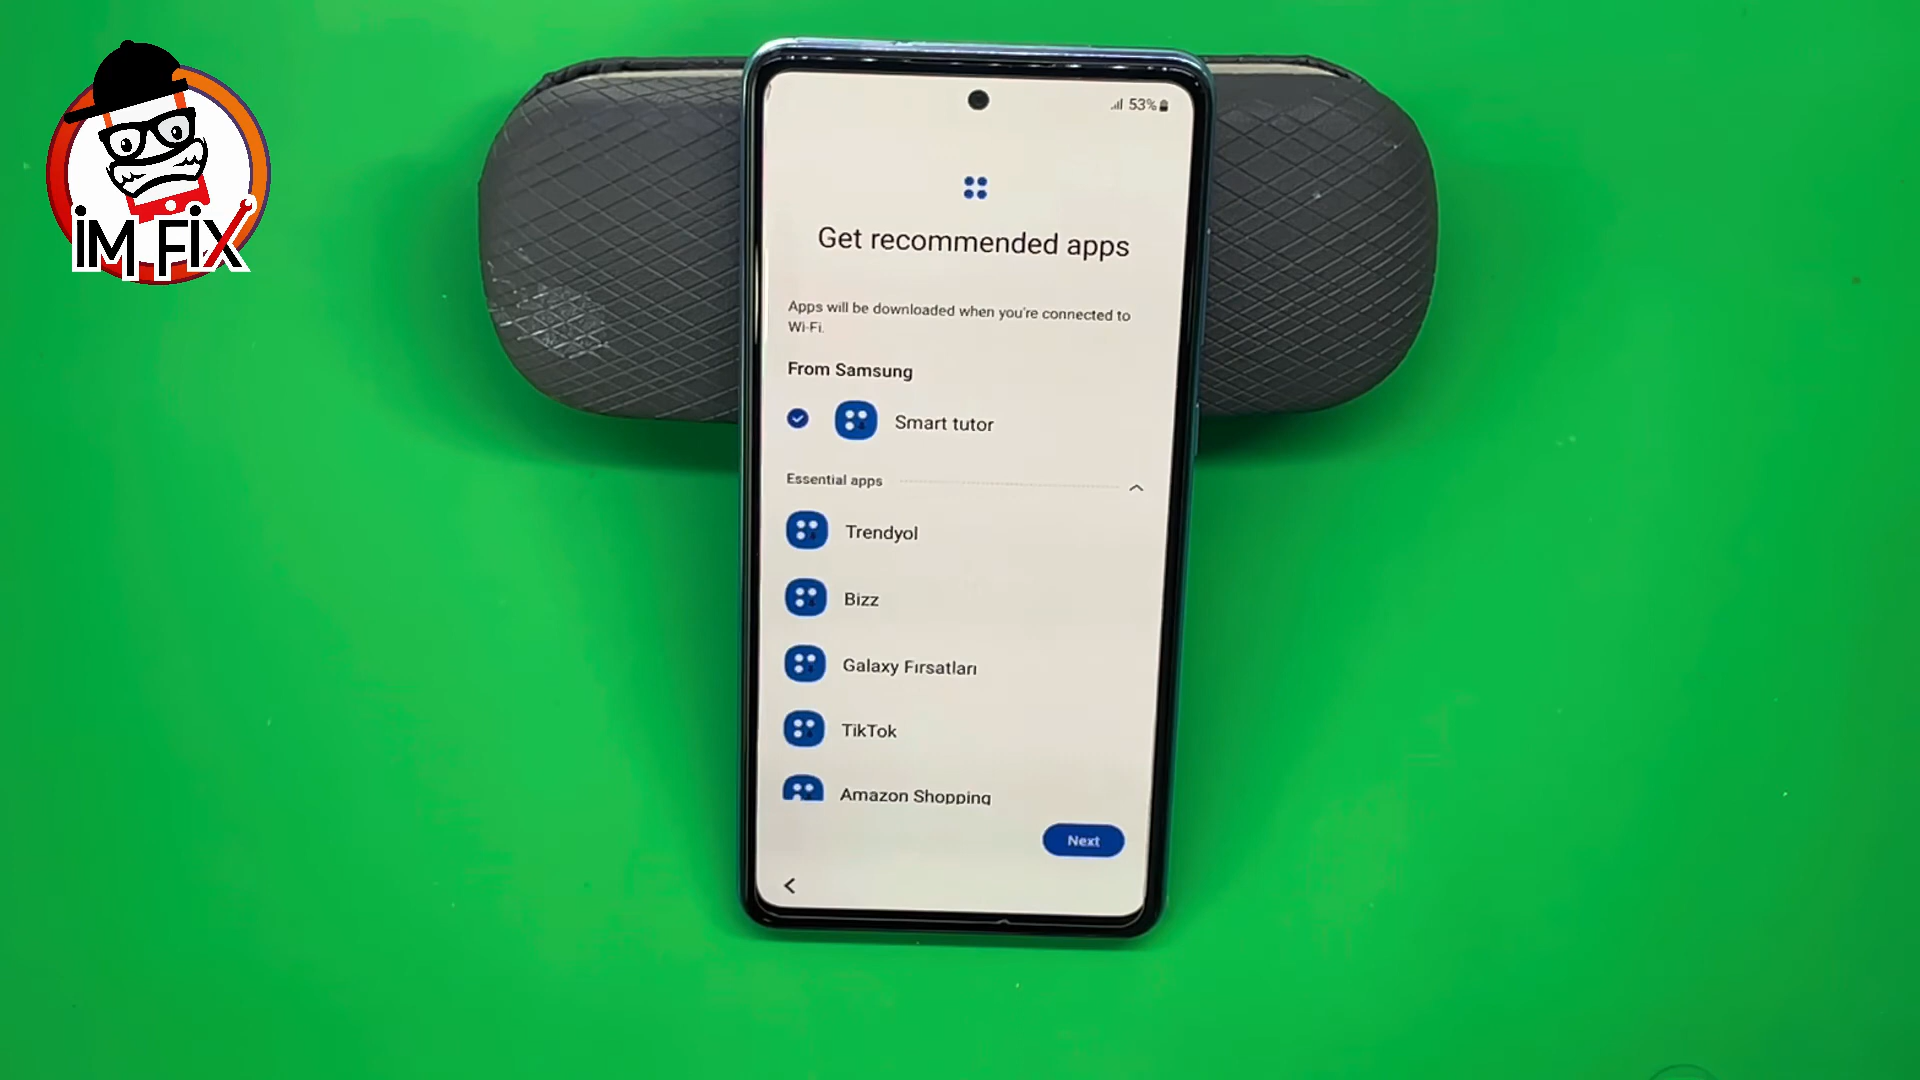 İM FİX
53%
Get recommended apps
Apps will be downloaded when you're connected to
Wi-Fi.
From Samsung
Smart tutor
Essential apps
Trendyol
Bizz
Galaxy Fırsatları
TikTok
Amazon Shopping
Next